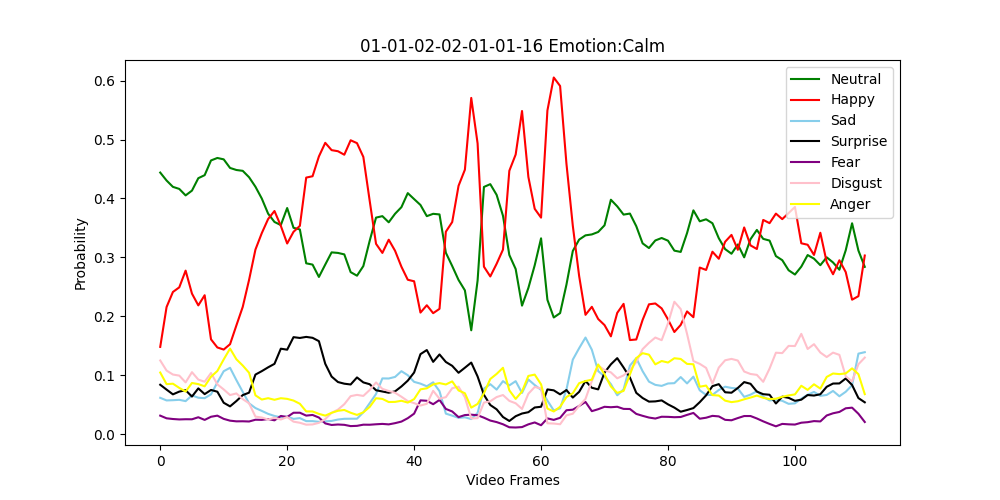 01-01-02-02-01-01-16 Emotion:Calm
Probability
0.6
0.5
0.4
0.3
0.2
0.1
0.0
0
20
40
60
80
100
Video Frames
Neutral
Happy
Sad
Surprise
Fear
Disgust
Anger